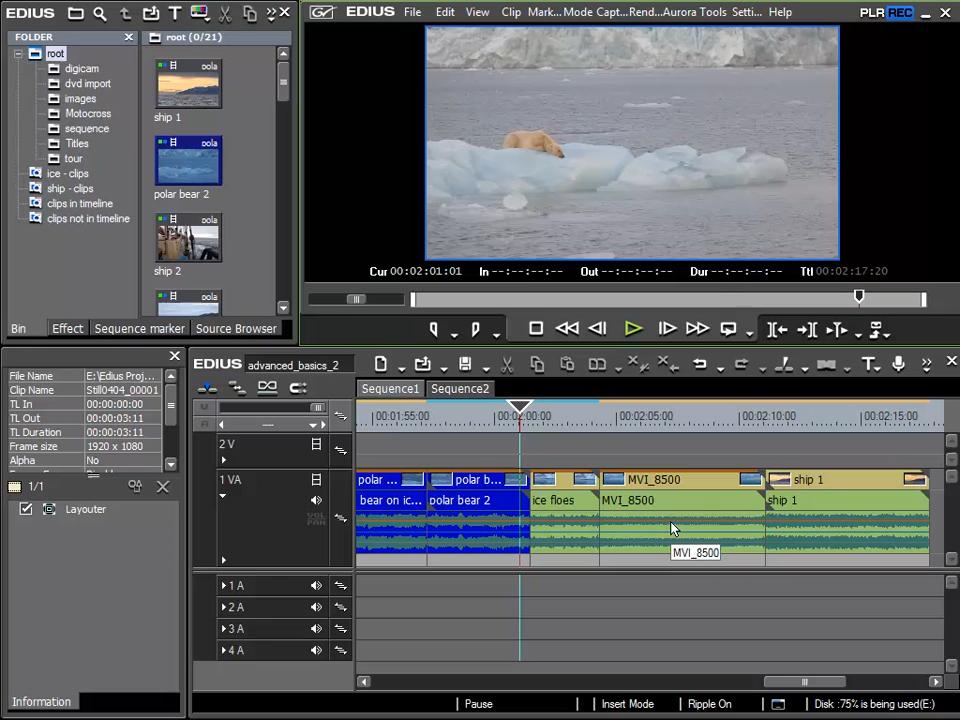 EDIUS
GV EDIUS File Edit View Clip Mark... Mode Capt... Rend... Aurora Tools Setti... Help PLR REC
FOLDER
root
digicam
dvd import
images
Motocross
sequence
Titles
tour
ice - clips
ship - clips
clips in timeline
clips not in timeline
root (0/21)
pola
ship 1
pola
polar bear 2
pola
ship 2
pola
Bin Effect Sequence marker Source Browser
Cur 00:02:01:01 In --:--:--:-- Out --:--:--:-- Dur --:--:--:-- Ttl 00:02:17:20
File Name E:\Edius Proj...
Clip Name Still0404_00001
TL In 00:00:00:00
TL Out 00:00:03:11
TL Duration 00:00:03:11
Frame size 1920 x 1080
Alpha No
1/1
Layouter
Information
EDIUS advanced_basics_2
Sequence1 Sequence2
00:01:55:00 00:02:00:00 00:02:05:00 00:02:10:00 00:02:15:00
2 V
1 VA
VOL
PAN
polar ... polar b... MVI_8500 ship 1
bear on ic... polar bear 2 ice floes MVI_8500 ship 1
MVI_8500
1 A
2 A
3 A
4 A
Pause Insert Mode Ripple On Disk :75% is being used(E:)